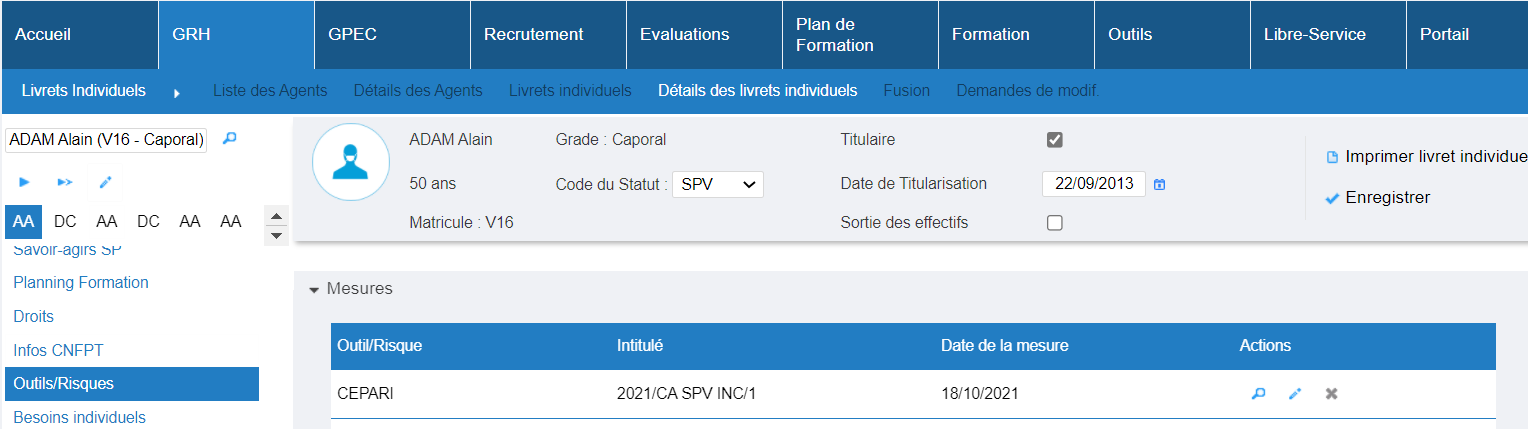 Accueil
GRH
GPEC
Recrutement
Evaluations
Plan de
Formation
Formation
Outils
Libre-Service
Portail
Livrets Individuels
Liste des Agents
Détails des Agents
Livrets individuels
Détails des livrets individuels
Fusion
Demandes de modif.
ADAM Alain (V16 - Caporal)
AA DC AA DC AA AA
Savoir-agirs SP
Planning Formation
Droits
Infos CNFPT
Outils/Risques
Besoins individuels
ADAM Alain
Grade : Caporal
Titulaire
50 ans
Code du Statut : SPV
Date de Titularisation 22/09/2013
Matricule : V16
Sortie des effectifs
Imprimer livret individue
Enregistrer
Mesures
Outil/Risque Intitulé Date de la mesure Actions
CEPARI 2021/CA SPV INC/1 18/10/2021